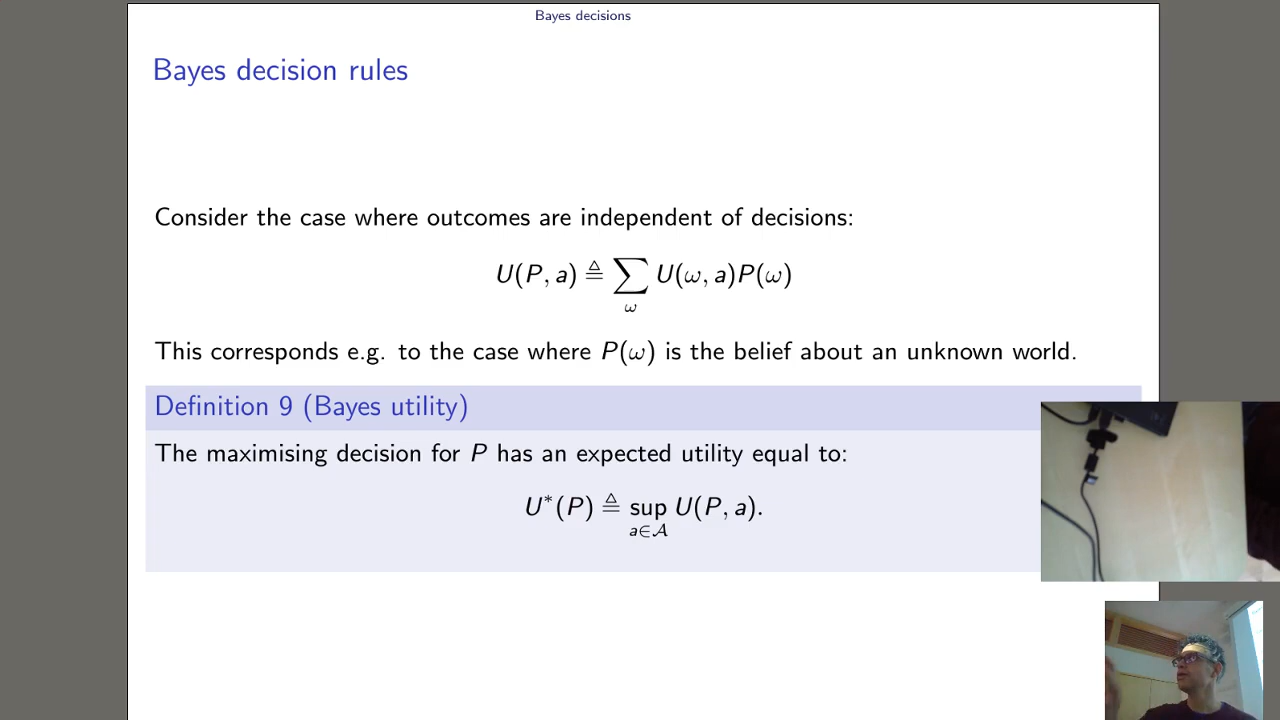 Bayes decisions
Bayes decision rules
Consider the case where outcomes are independent of decisions:
U(P, a) ≜ ∑_ω U(ω, a)P(ω)
This corresponds e.g. to the case where P(ω) is the belief about an unknown world.
Definition 9 (Bayes utility)
The maximising decision for P has an expected utility equal to:
U*(P) ≜ sup_{a∈𝒜} U(P, a).